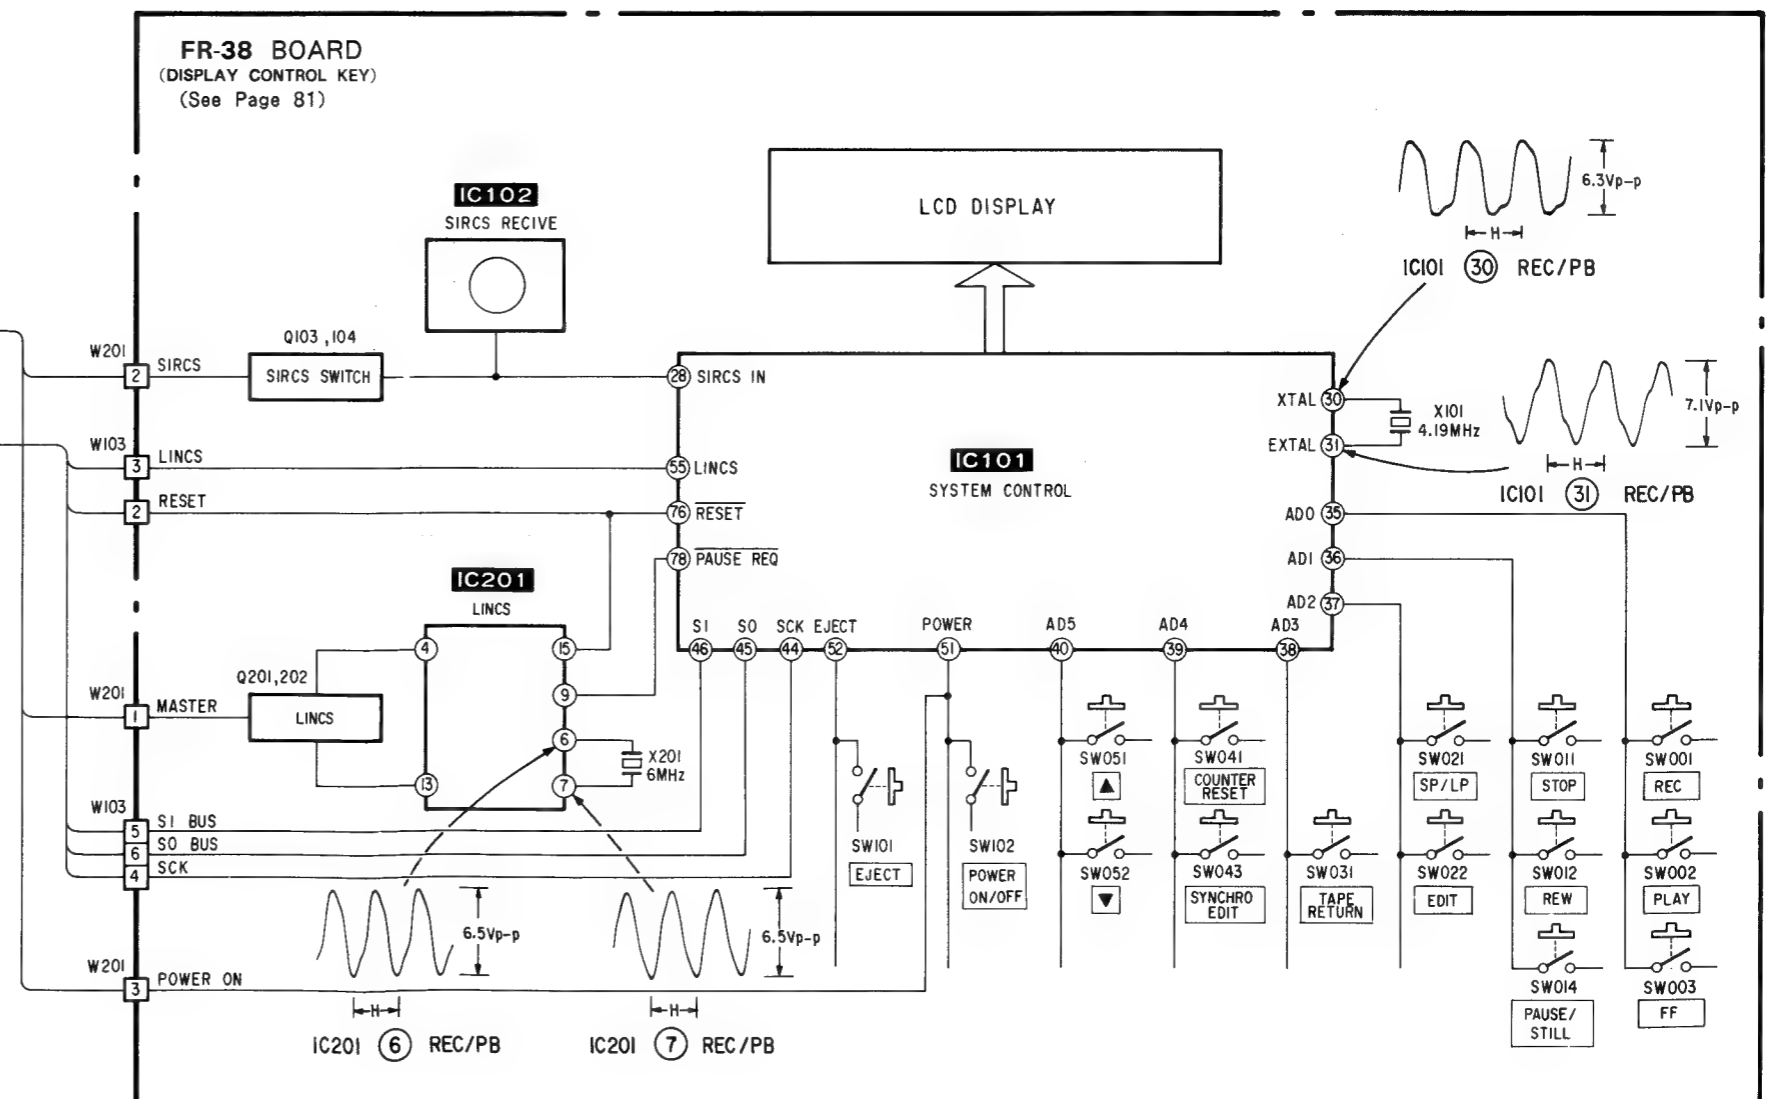 FR-38 BOARD
(DISPLAY CONTROL KEY)
(See Page 81)
IC102
SIRCS RECIVE
LCD DISPLAY
6.3Vp-p
H
IC101 30 REC/PB
W201
2
SIRCS
Q103,104
SIRCS SWITCH
28 SIRCS IN
XTAL 30
X101
4.19MHz
EXTAL 31
7.1Vp-p
H
IC101 31 REC/PB
W103
3
LINCS
55 LINCS
IC101
SYSTEM CONTROL
2
RESET
76 RESET
78 PAUSE REQ
AD0 35
AD1 36
AD2 37
IC201
LINCS
SI
SO
SCK
EJECT
POWER
AD5
AD4
AD3
46
45
44
52
51
40
39
38
4
15
9
6
7
13
X201
6MHz
Q201,202
LINCS
W201
1
MASTER
W103
5
SI BUS
6
SO BUS
4
SCK
SW101
EJECT
SW102
POWER
ON/OFF
SW051
▲
SW052
▼
SW041
COUNTER
RESET
SW043
SYNCHRO
EDIT
SW031
TAPE
RETURN
SW021
SP/LP
SW022
EDIT
SW011
STOP
SW012
REW
SW014
PAUSE/
STILL
SW001
REC
SW002
PLAY
SW003
FF
6.5Vp-p
H
IC201 6 REC/PB
6.5Vp-p
H
IC201 7 REC/PB
W201
3
POWER ON